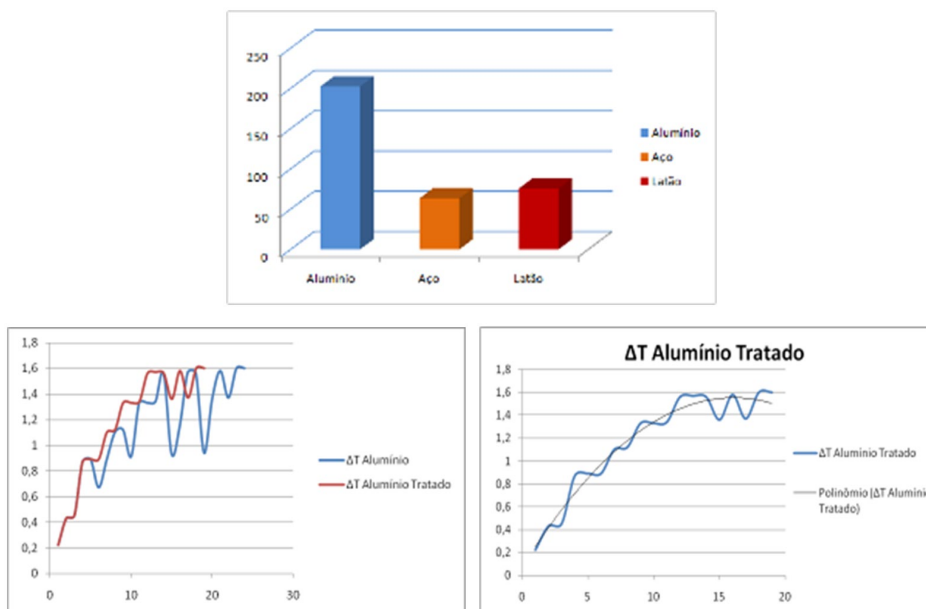 250
200
150
100
50
0
Alumínio
Aço
Latão
Alumínio
Aço
Latão
1,8
1,6
1,4
1,2
1
0,8
0,6
0,4
0,2
0
0
10
20
30
ΔT Alumínio
ΔT Alumínio Tratado
ΔT Alumínio Tratado
1,8
1,6
1,4
1,2
1
0,8
0,6
0,4
0,2
0
0
5
10
15
20
ΔT Alumínio Tratado
Polinômio (ΔT Alumíni
Tratado)